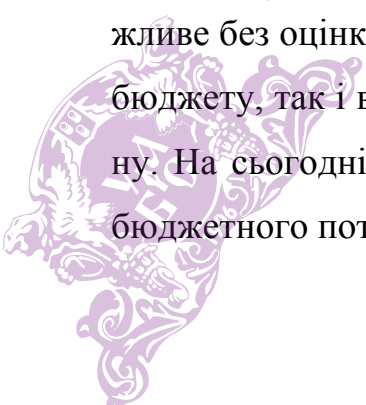 жливе без оцінк
бюджету, так і в
ну. На сьогодні
бюджетного пот